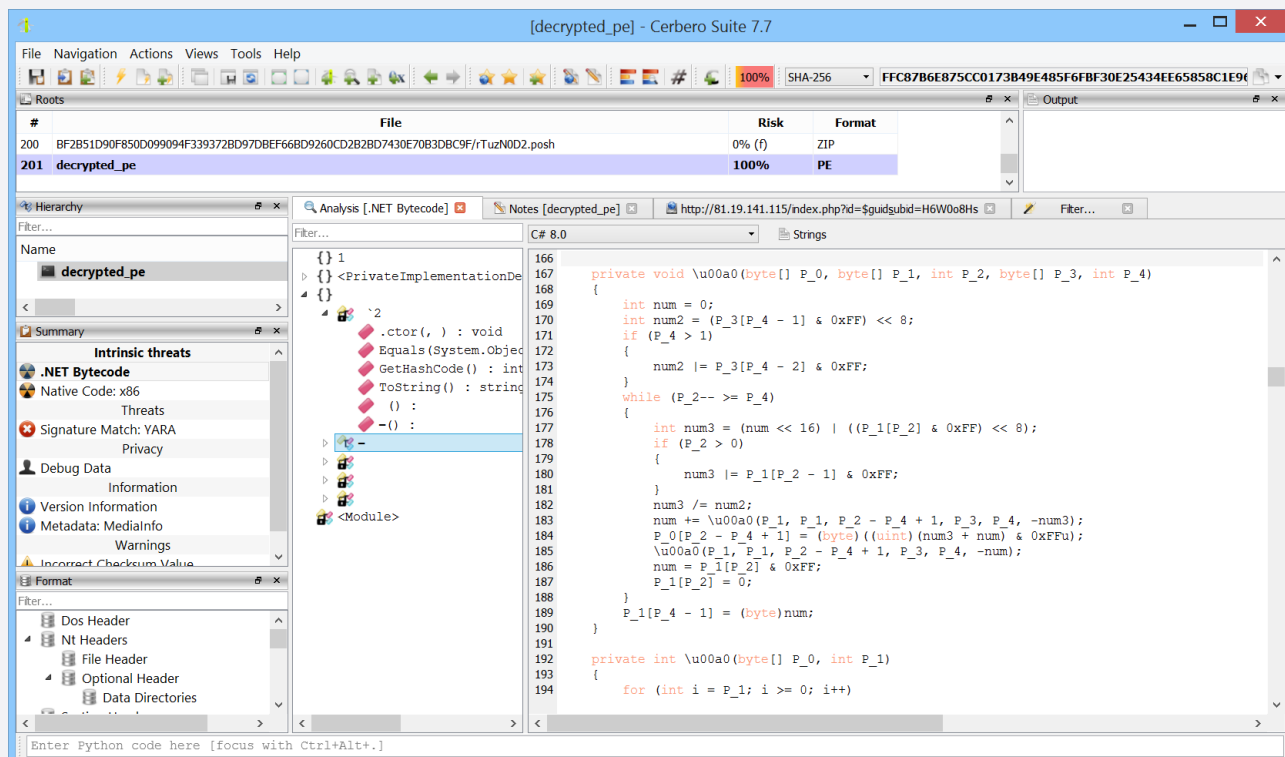 [decrypted_pe] - Cerbero Suite 7.7
File Navigation Actions Views Tools Help
100% SHA-256
Roots
# File Risk Format
200 BF2B51D90F850D099094F339372BD97DBEF66BD9260CD2B2BD7430E70B3DBC9F/rTuzN0D2.posh 0% (f) ZIP
201 decrypted_pe 100% PE
Output
Hierarchy
Filter...
Name
decrypted_pe
Summary
Intrinsic threats
.NET Bytecode
Native Code: x86
Threats
Signature Match: YARA
Privacy
Debug Data
Information
Version Information
Metadata: MediaInfo
Warnings
Incorrect Checksum Value
Format
Filter...
Dos Header
Nt Headers
File Header
Optional Header
Data Directories
Analysis [.NET Bytecode]
Notes [decrypted_pe]
http://81.19.141.115/index.php?id=$guidsubid=H6W0o8Hs
Filter...
Filter...
C# 8.0
Strings
{} 1
{} <PrivateImplementationDe
{}
`2
.ctor(, ) : void
Equals(System.Objec
GetHashCode() : int
ToString() : string
() :
–() :
–
<Module>
166
167 private void \u00a0(byte[] P_0, byte[] P_1, int P_2, byte[] P_3, int P_4)
168 {
169 int num = 0;
170 int num2 = (P_3[P_4 - 1] & 0xFF) << 8;
171 if (P_4 > 1)
172 {
173 num2 |= P_3[P_4 - 2] & 0xFF;
174 }
175 while (P_2-- >= P_4)
176 {
177 int num3 = (num << 16) | ((P_1[P_2] & 0xFF) << 8);
178 if (P_2 > 0)
179 {
180 num3 |= P_1[P_2 - 1] & 0xFF;
181 }
182 num3 /= num2;
183 num += \u00a0(P_1, P_1, P_2 - P_4 + 1, P_3, P_4, -num3);
184 P_0[P_2 - P_4 + 1] = (byte)((uint)(num3 + num) & 0xFFu);
185 \u00a0(P_1, P_1, P_2 - P_4 + 1, P_3, P_4, -num);
186 num = P_1[P_2] & 0xFF;
187 P_1[P_2] = 0;
188 }
189 P_1[P_4 - 1] = (byte)num;
190 }
191
192 private int \u00a0(byte[] P_0, int P_1)
193 {
194 for (int i = P_1; i >= 0; i++)
Enter Python code here [focus with Ctrl+Alt+.]